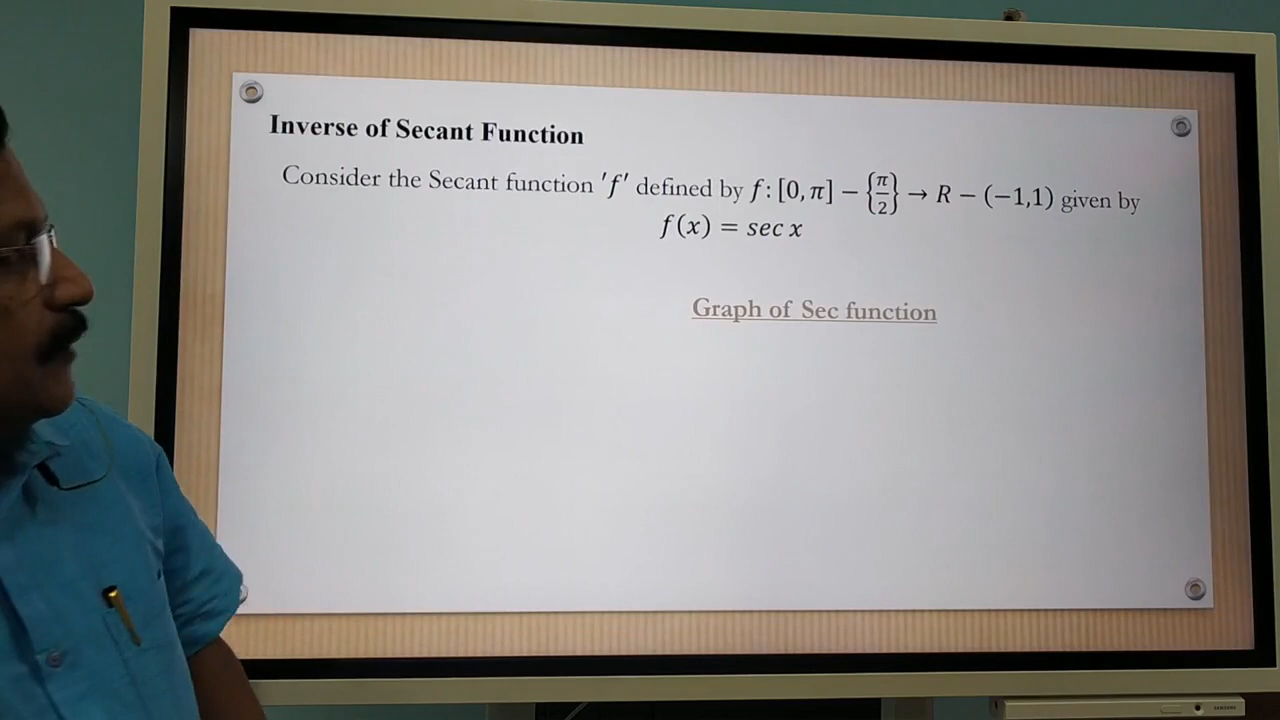 Inverse of Secant Function
Consider the Secant function 'f' defined by f: [0, π] − {π/2} → R − (−1,1) given by
f(x) = sec x
Graph of Sec function
SAMSUNG